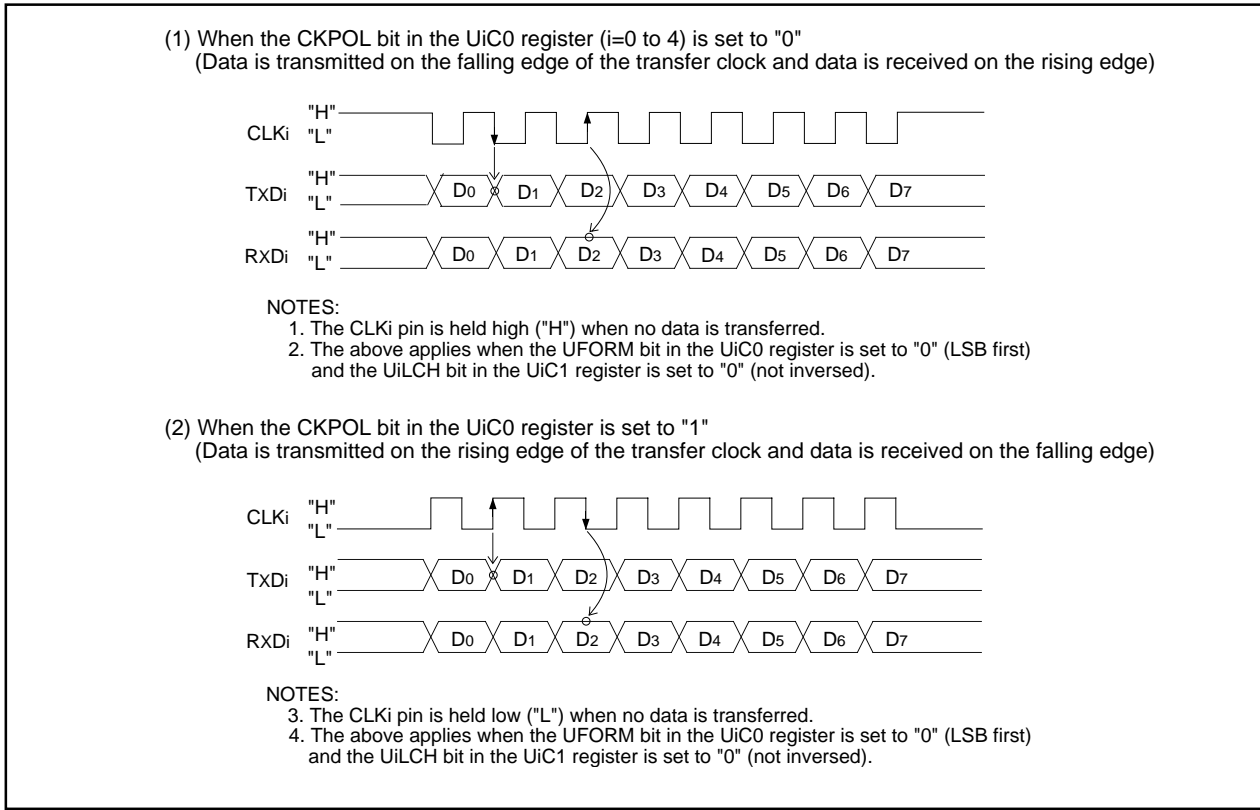 (1) When the CKPOL bit in the UiC0 register (i=0 to 4) is set to "0"
(Data is transmitted on the falling edge of the transfer clock and data is received on the rising edge)
"H"
CLKi "L"
"H"
TXDi "L"
D0 D1 D2 D3 D4 D5 D6 D7
"H"
RXDi "L"
D0 D1 D2 D3 D4 D5 D6 D7
NOTES:
1. The CLKi pin is held high ("H") when no data is transferred.
2. The above applies when the UFORM bit in the UiC0 register is set to "0" (LSB first)
and the UiLCH bit in the UiC1 register is set to "0" (not inversed).
(2) When the CKPOL bit in the UiC0 register is set to "1"
(Data is transmitted on the rising edge of the transfer clock and data is received on the falling edge)
"H"
CLKi "L"
TXDi "H"
"L"
D0 D1 D2 D3 D4 D5 D6 D7
RXDi "H"
"L"
D0 D1 D2 D3 D4 D5 D6 D7
NOTES:
3. The CLKi pin is held low ("L") when no data is transferred.
4. The above applies when the UFORM bit in the UiC0 register is set to "0" (LSB first)
and the UiLCH bit in the UiC1 register is set to "0" (not inversed).